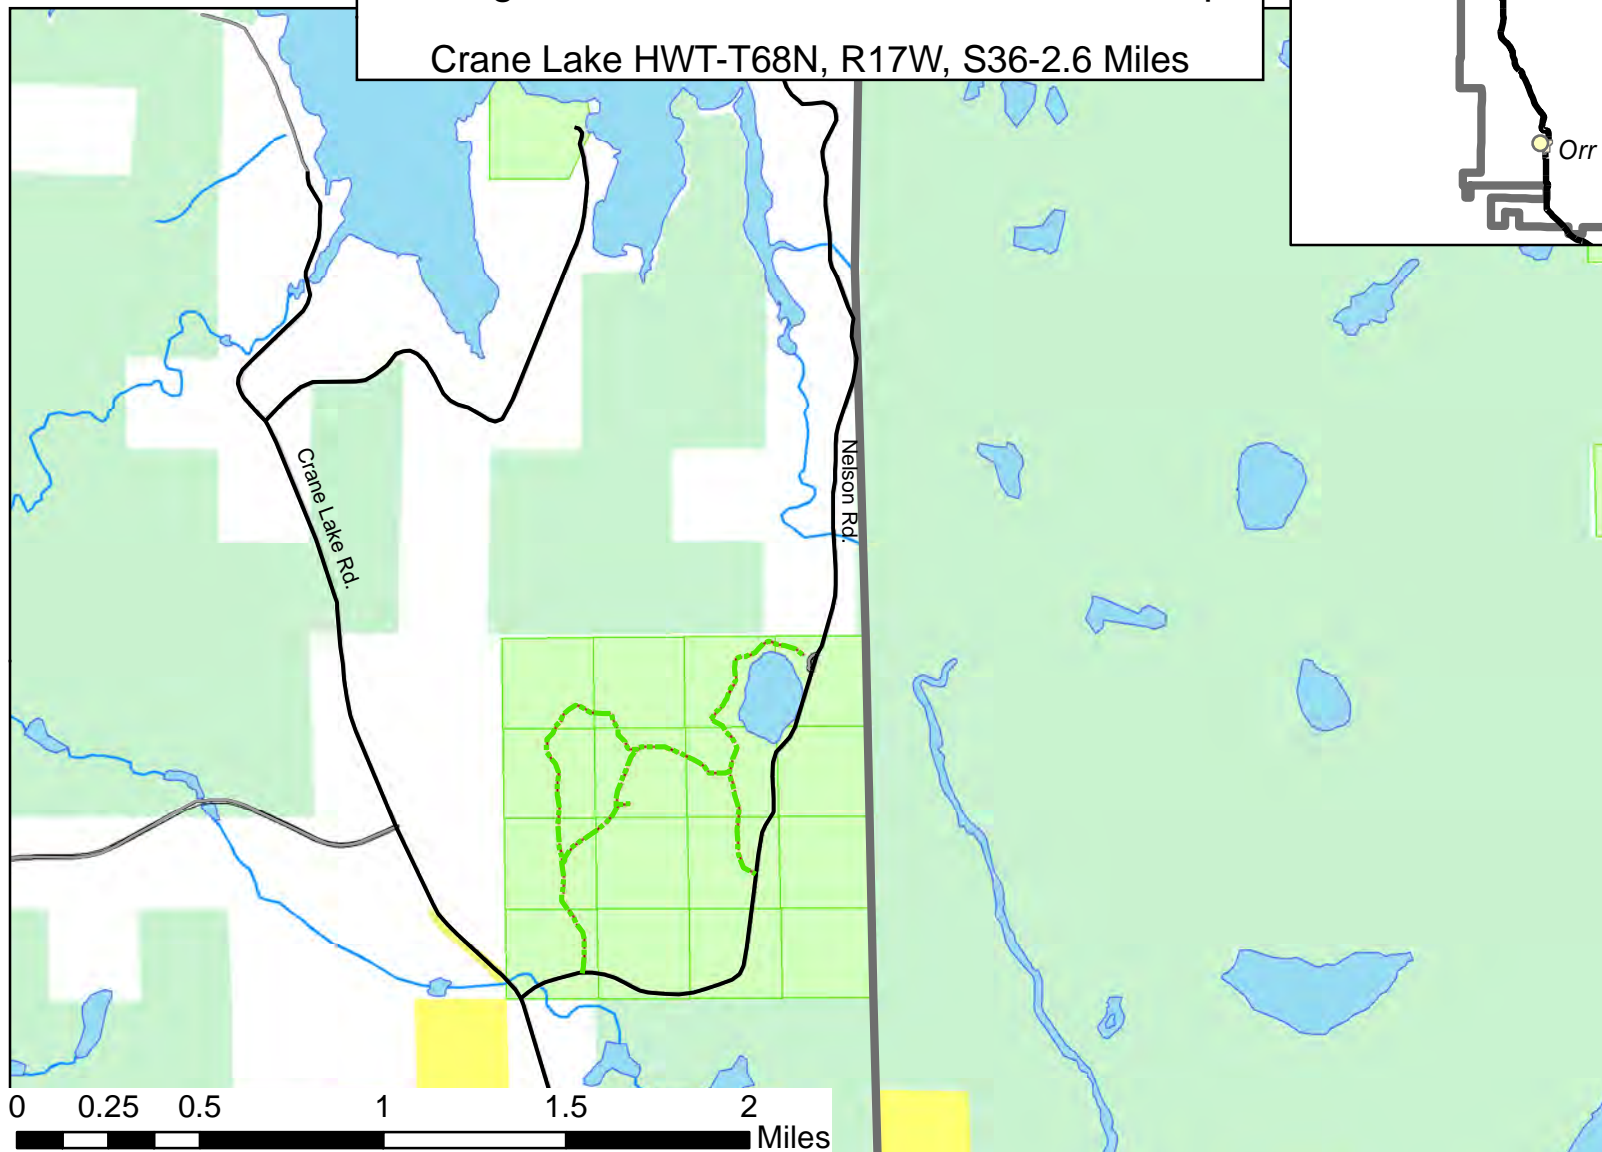 Crane Lake HWT-T68N, R17W, S36-2.6 Miles
Orr
Crane Lake Rd.
Nelson Rd.
0 0.25 0.5 1 1.5 2
Miles